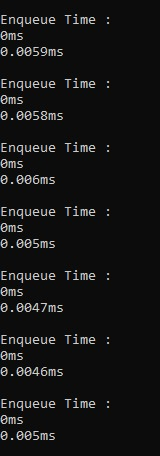 Enqueue Time :
0ms
0.0059ms
Enqueue Time :
0ms
0.0058ms
Enqueue Time :
0ms
0.006ms
Enqueue Time :
0ms
0.005ms
Enqueue Time :
0ms
0.0047ms
Enqueue Time :
0ms
0.0046ms
Enqueue Time :
0ms
0.005ms